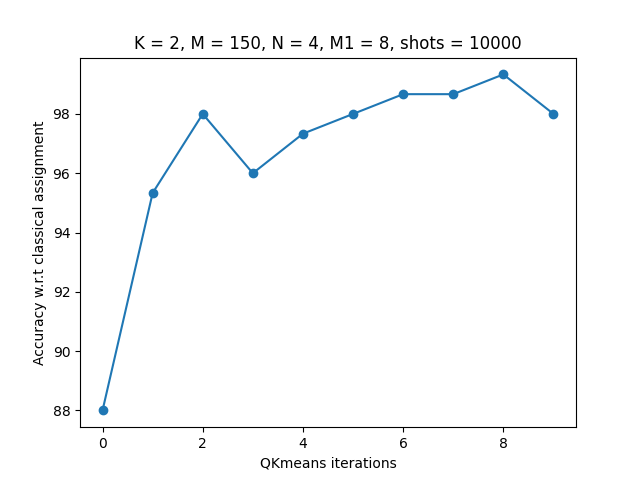 K = 2, M = 150, N = 4, M1 = 8, shots = 10000
Accuracy w.r.t classical assignment
98
96
94
92
90
88
0 2 4 6 8
QKmeans iterations